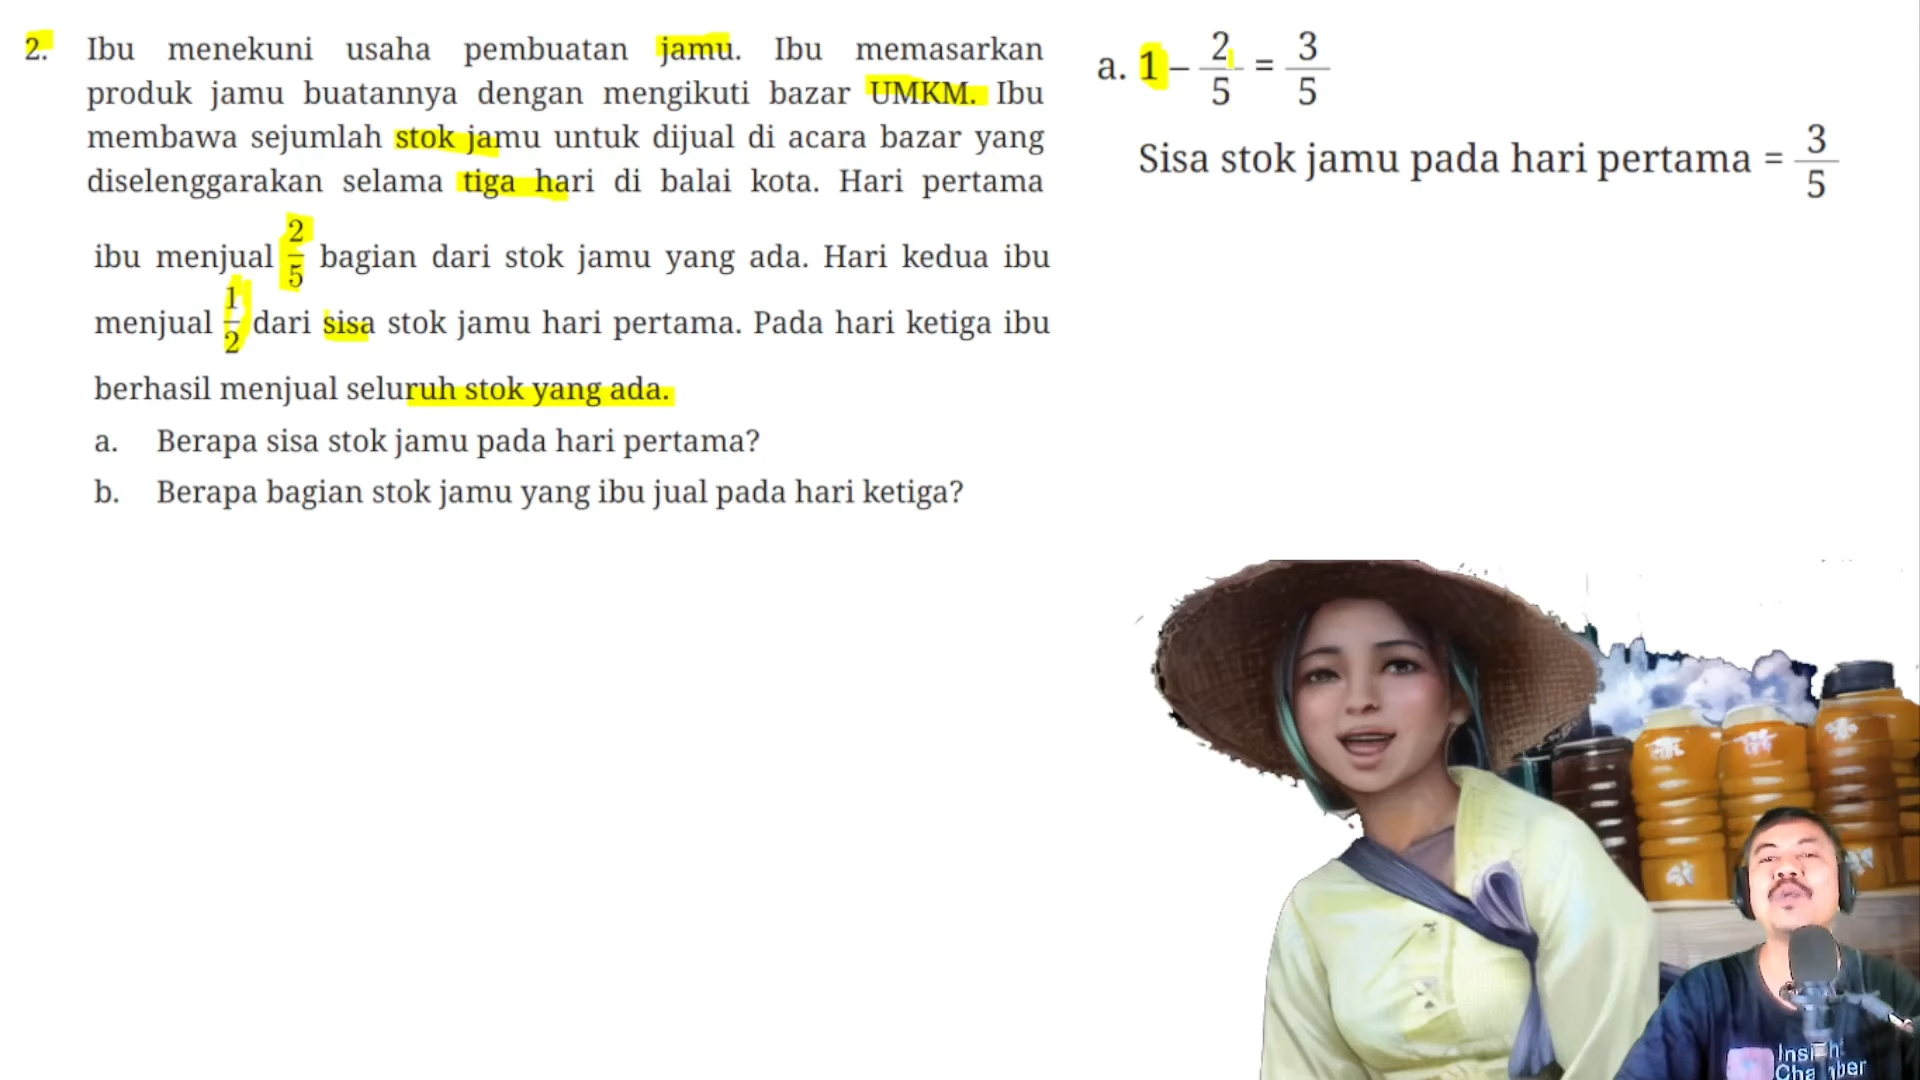 2. Ibu menekuni usaha pembuatan jamu. Ibu memasarkan
produk jamu buatannya dengan mengikuti bazar UMKM. Ibu
membawa sejumlah stok jamu untuk dijual di acara bazar yang
diselenggarakan selama tiga hari di balai kota. Hari pertama
ibu menjual 2/5 bagian dari stok jamu yang ada. Hari kedua ibu
menjual 1/2 dari sisa stok jamu hari pertama. Pada hari ketiga ibu
berhasil menjual seluruh stok yang ada.
a. Berapa sisa stok jamu pada hari pertama?
b. Berapa bagian stok jamu yang ibu jual pada hari ketiga?
a. 1 – 2/5 = 3/5
Sisa stok jamu pada hari pertama = 3/5